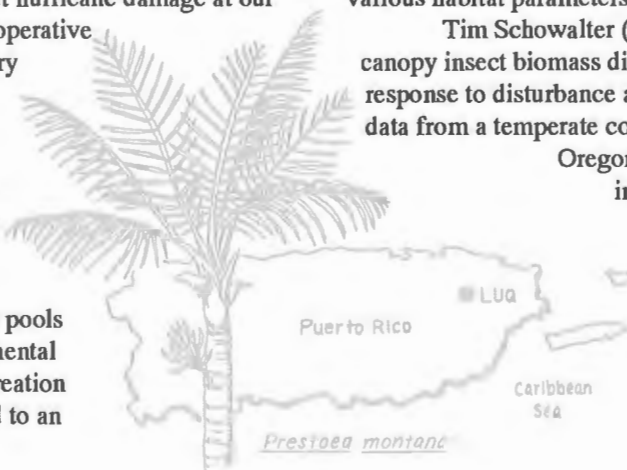 hurricane damage at our
operative
ry
pools
mental
reation
to an
various habitat parameters
Tim Schowalter (
canopy insect biomass di
response to disturbance a
data from a temperate co
Oregon
in
Puerto Rico
Luq
Caribbean
Sea
Prestoea montana